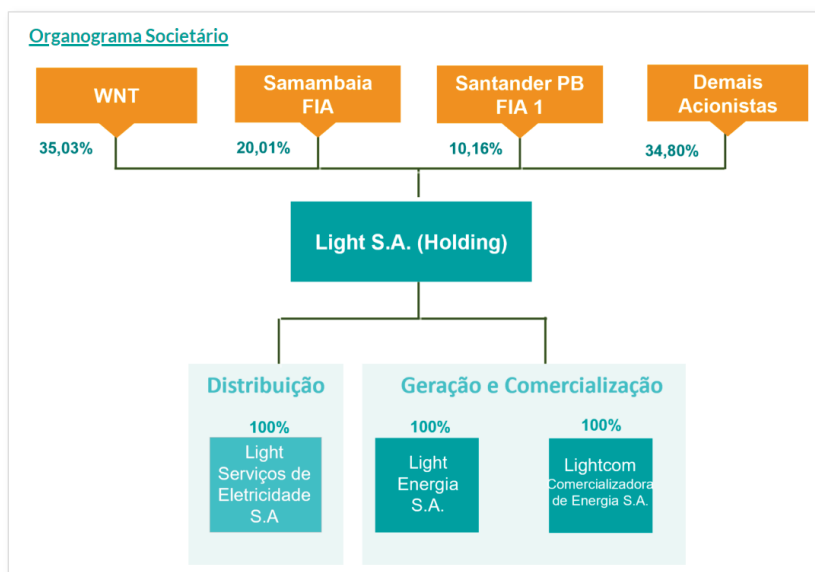 Organograma Societário
WNT
Samambaia
FIA
Santander PB
FIA 1
Demais
Acionistas
35,03%
20,01%
10,16%
34,80%
Light S.A. (Holding)
Distribuição
Geração e Comercialização
100%
100%
100%
Light
Serviços de
Eletricidade
S.A
Light
Energia
S.A.
Lightcom
Comercializadora
de Energia S.A.